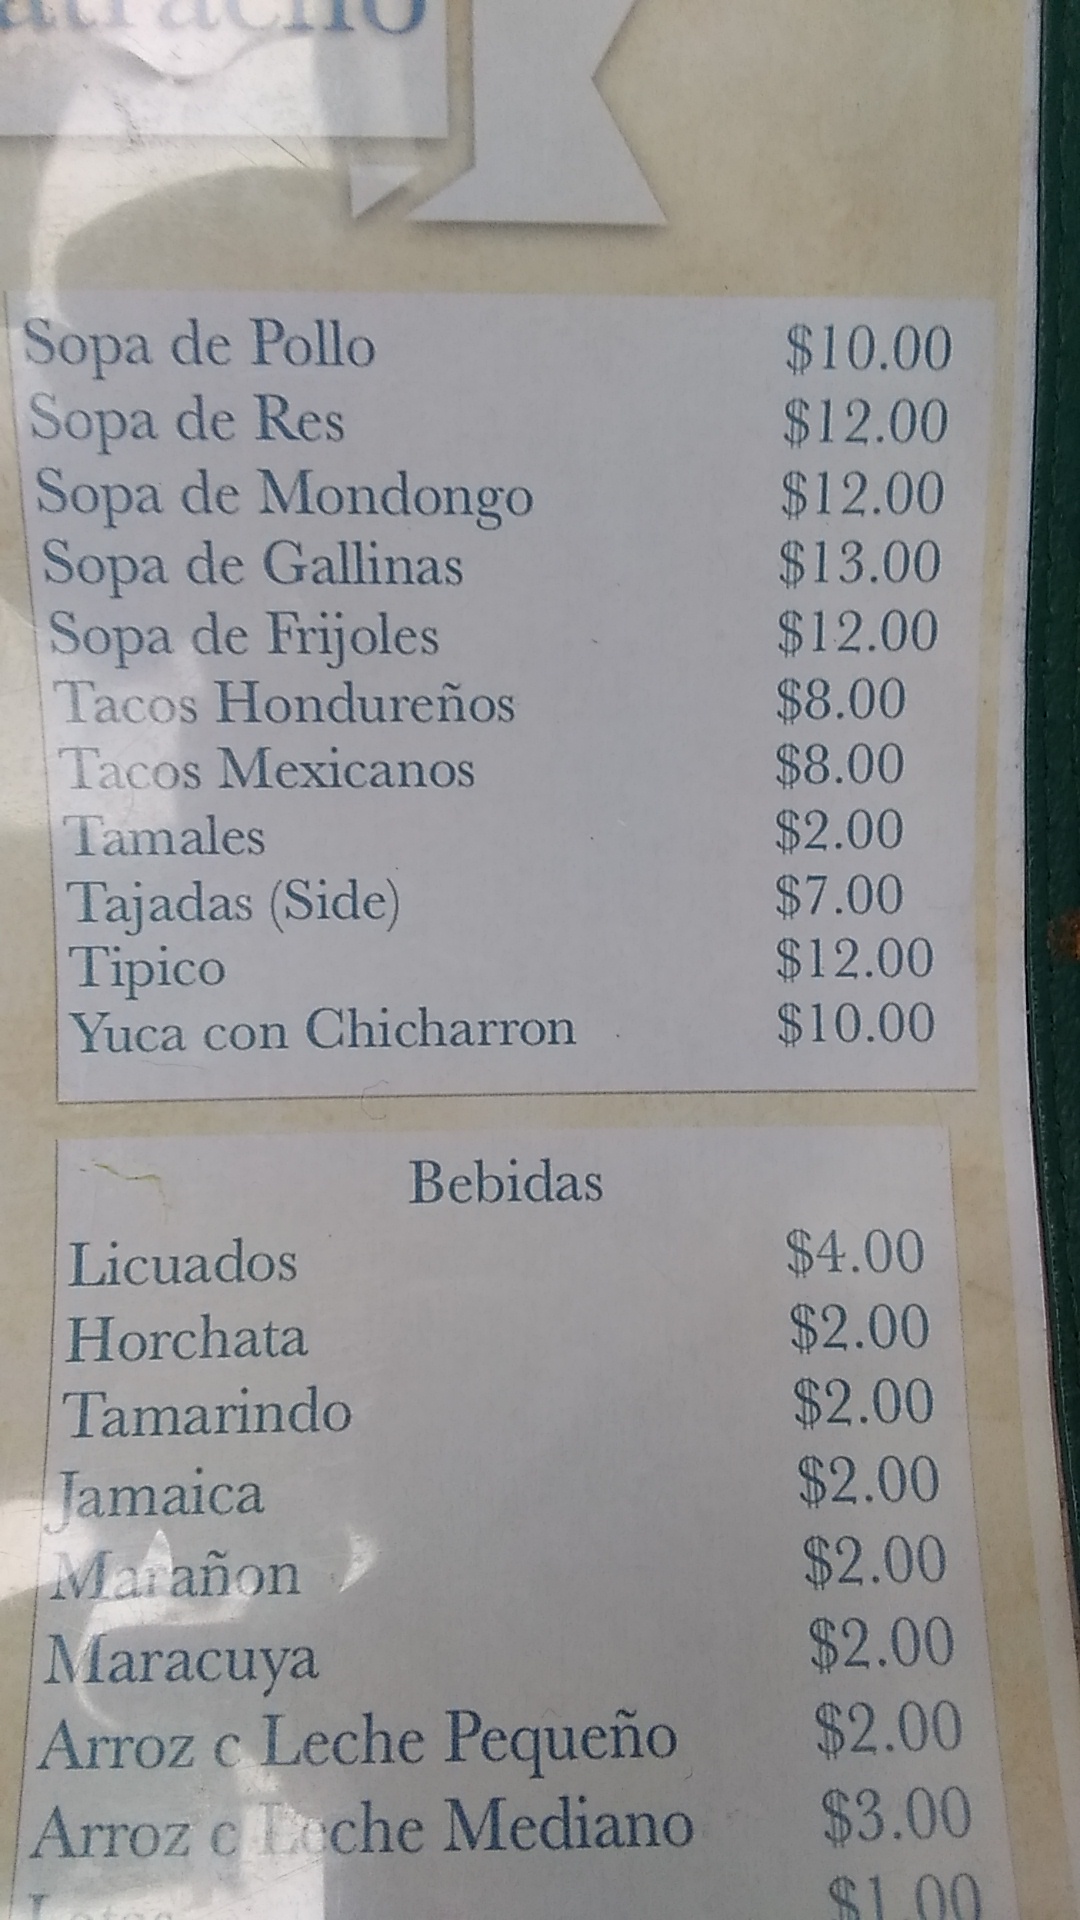 Sopa de Pollo $10.00
Sopa de Res $12.00
Sopa de Mondongo $12.00
Sopa de Gallinas $13.00
Sopa de Frijoles $12.00
Tacos Hondureños $8.00
Tacos Mexicanos $8.00
Tamales $2.00
Tajadas (Side) $7.00
Tipico $12.00
Yuca con Chicharron $10.00
Bebidas
Licuados $4.00
Horchata $2.00
Tamarindo $2.00
Jamaica $2.00
Marañon $2.00
Maracuya $2.00
Arroz c Leche Pequeño $2.00
Arroz c Leche Mediano $3.00
$1.00